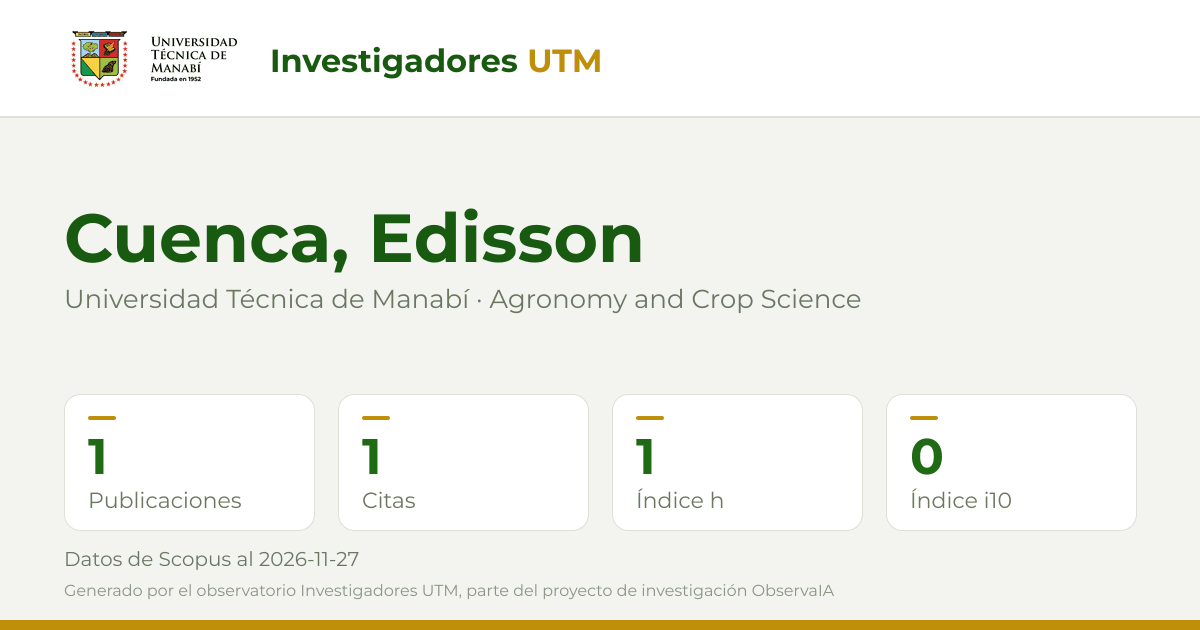 UNIVERSIDAD
TÉCNICA DE
MANABÍ
Fundada en 1952
Investigadores UTM
Cuenca, Edisson
Universidad Técnica de Manabí · Agronomy and Crop Science
1
Publicaciones
1
Citas
1
Índice h
0
Índice i10
Datos de Scopus al 2026-11-27
Generado por el observatorio Investigadores UTM, parte del proyecto de investigación ObservaIA